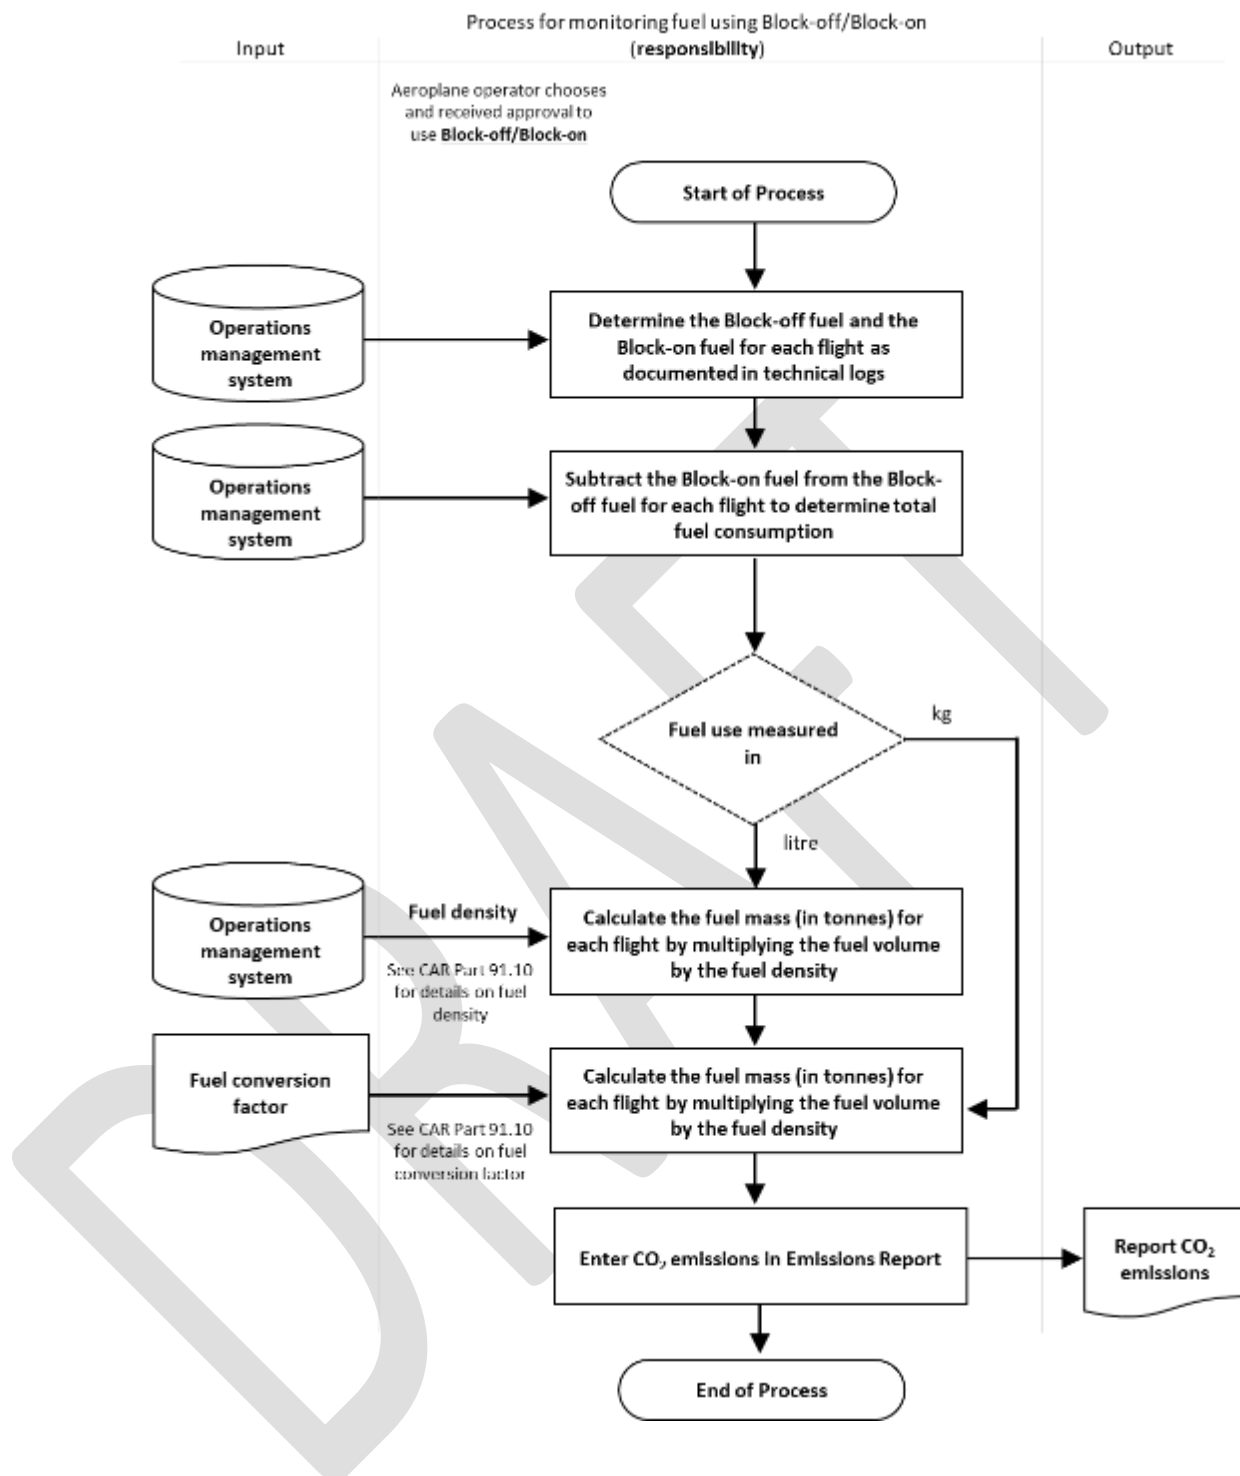 Process for monitoring fuel using Block-off/Block-on
Input
(responsibility)
Output
Aeroplane operator chooses
and received approval to
use Block-off/Block-on
Start of Process
Operations
management
system
Determine the Block-off fuel and the
Block-on fuel for each flight as
documented in technical logs
Operations
management
system
Subtract the Block-on fuel from the Block-
off fuel for each flight to determine total
fuel consumption
Fuel use measured
in
kg
litre
Operations
management
system
Fuel density
See CAR Part 91.10
for details on fuel
density
Calculate the fuel mass (in tonnes) for
each flight by multiplying the fuel volume
by the fuel density
Fuel conversion
factor
See CAR Part 91.10
for details on fuel
conversion factor
Calculate the fuel mass (in tonnes) for
each flight by multiplying the fuel volume
by the fuel density
Enter CO₂ emissions in Emissions Report
Report CO₂
emissions
End of Process
DRAFT